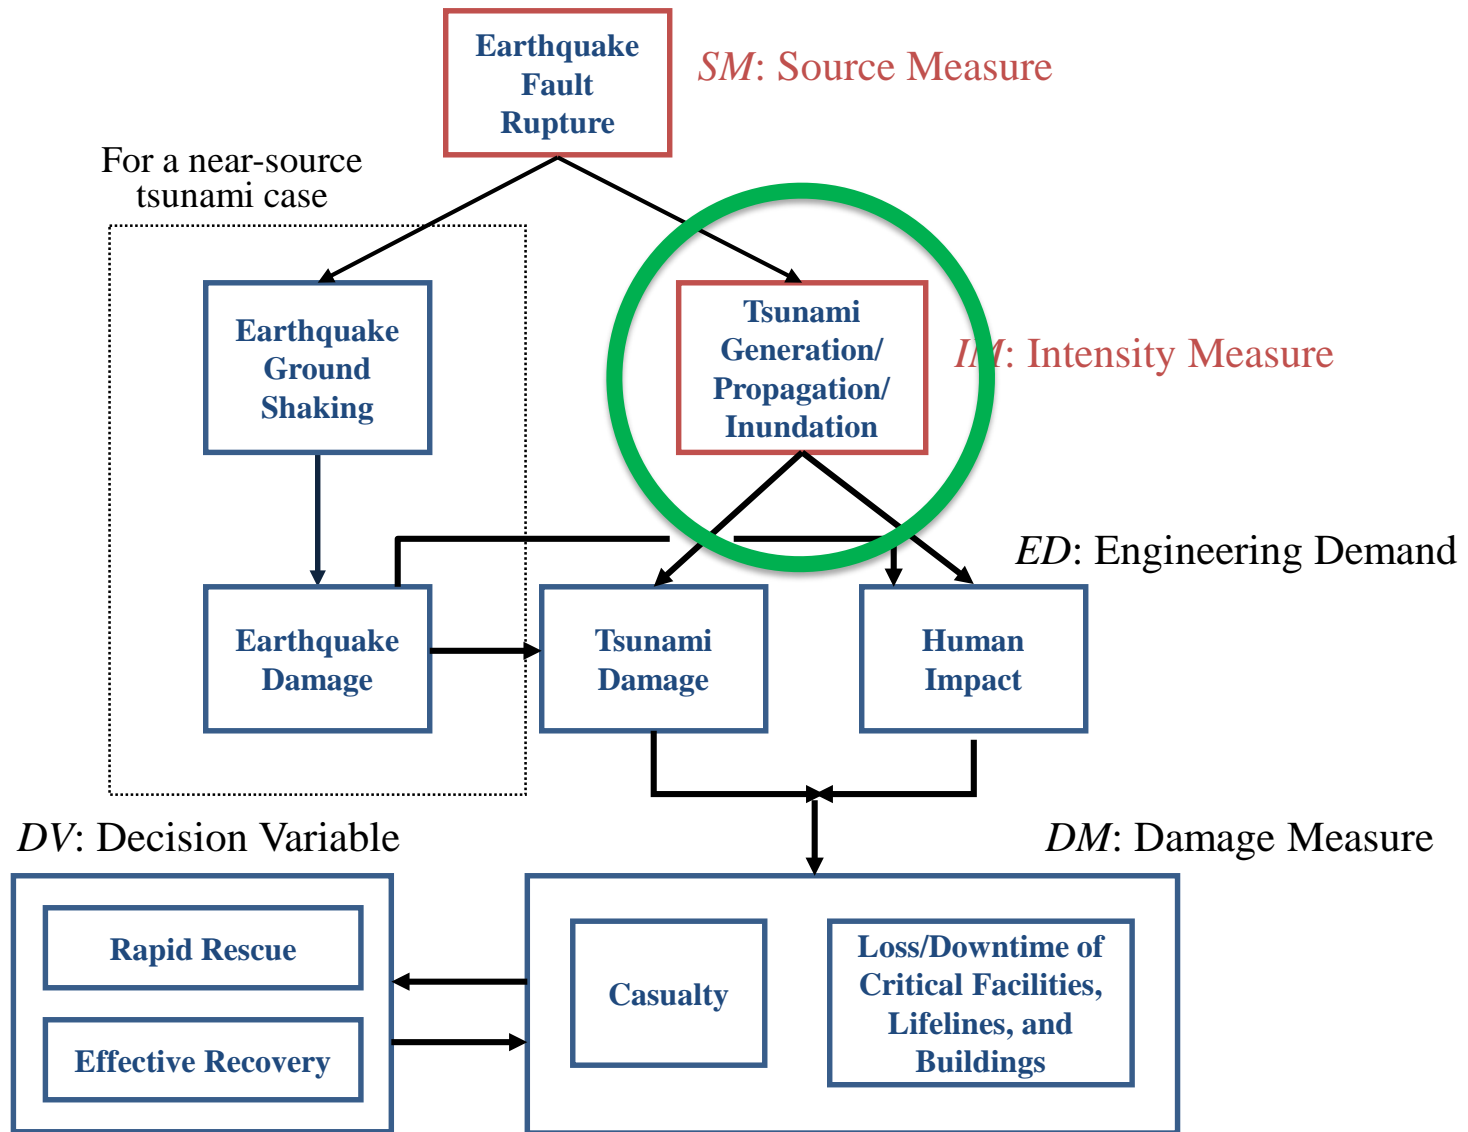 Earthquake
Fault
Rupture
SM: Source Measure
For a near-source
tsunami case
Earthquake
Ground
Shaking
Tsunami
Generation/
Propagation/
Inundation
IM: Intensity Measure
ED: Engineering Demand
Earthquake
Damage
Tsunami
Damage
Human
Impact
DV: Decision Variable
DM: Damage Measure
Rapid Rescue
Effective Recovery
Casualty
Loss/Downtime of
Critical Facilities,
Lifelines, and
Buildings